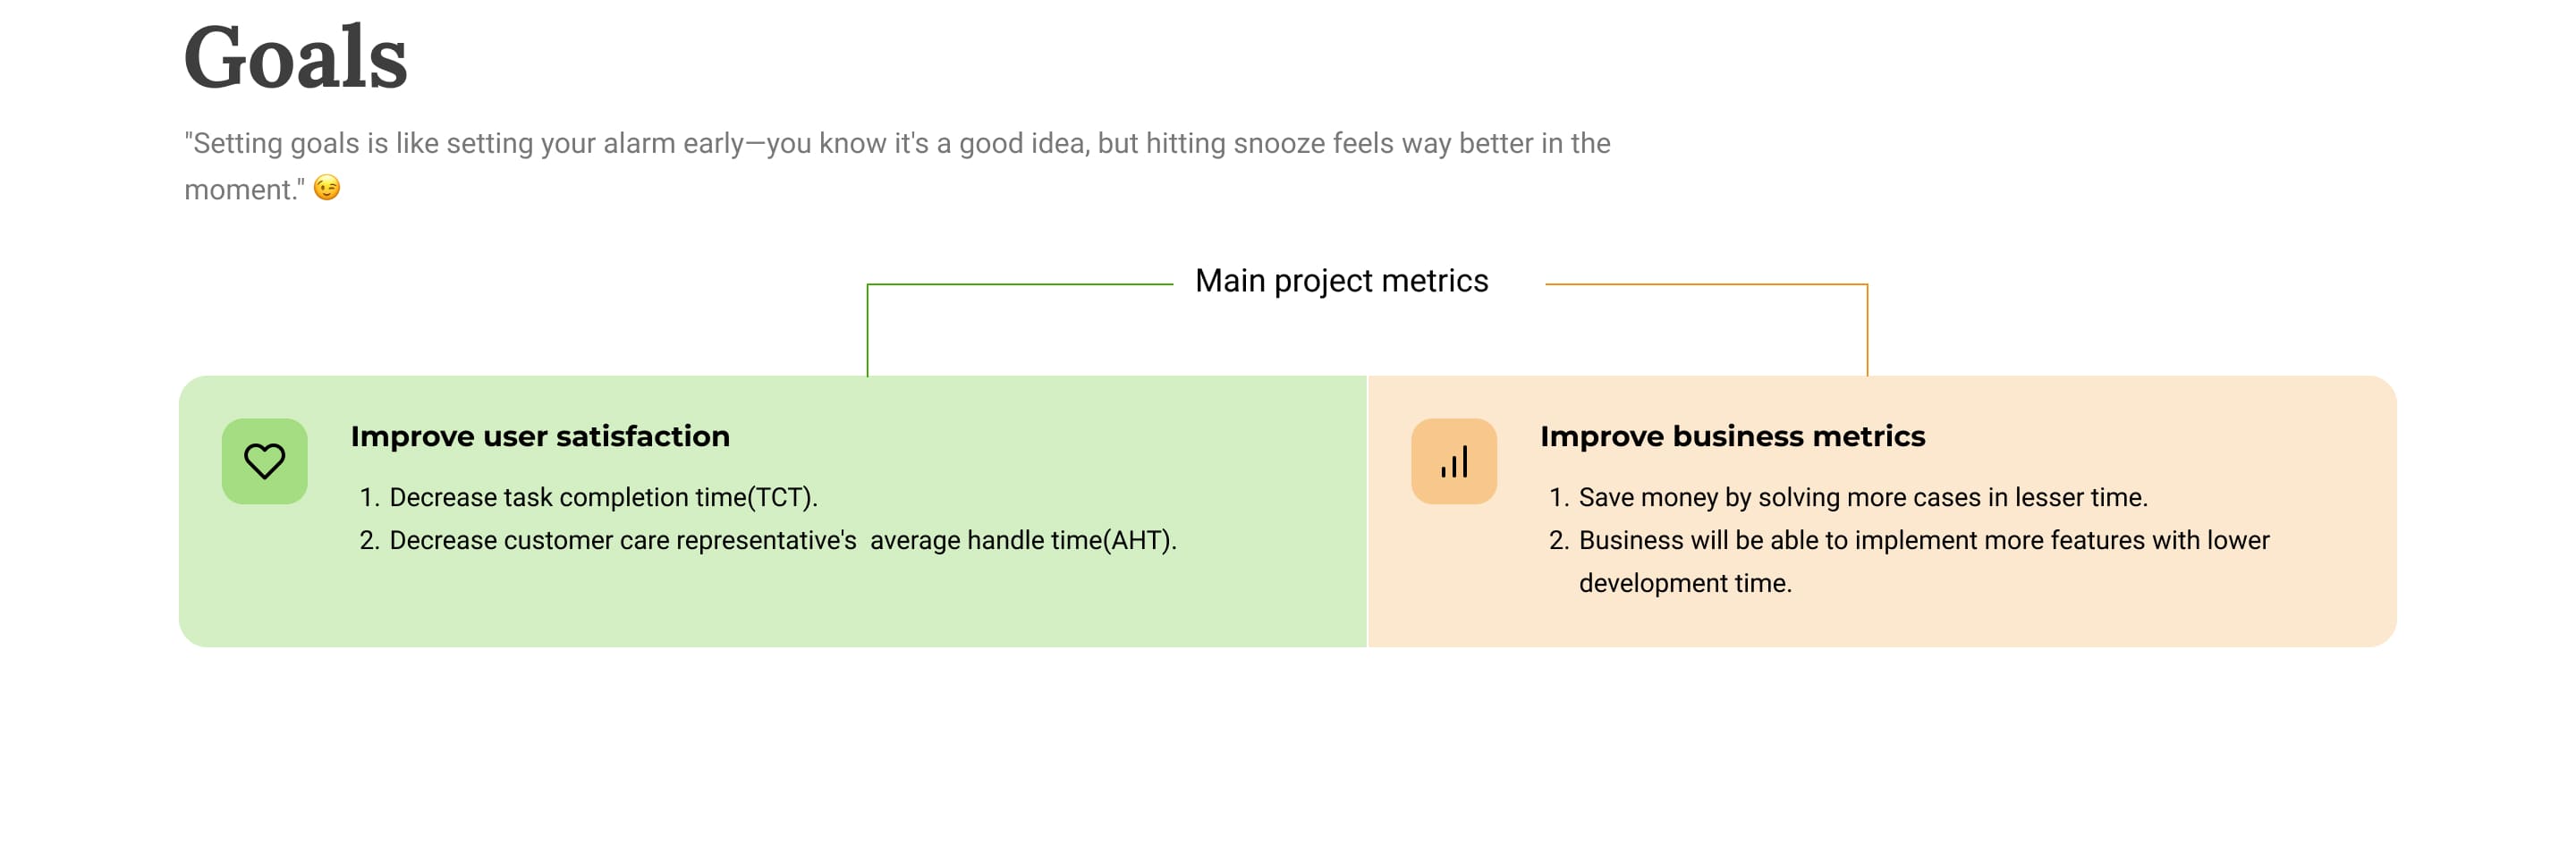 Goals
"Setting goals is like setting your alarm early—you know it's a good idea, but hitting snooze feels way better in the
moment." 😉
Main project metrics
Improve user satisfaction
1. Decrease task completion time(TCT).
2. Decrease customer care representative's  average handle time(AHT).
Improve business metrics
1. Save money by solving more cases in lesser time.
2. Business will be able to implement more features with lower
development time.